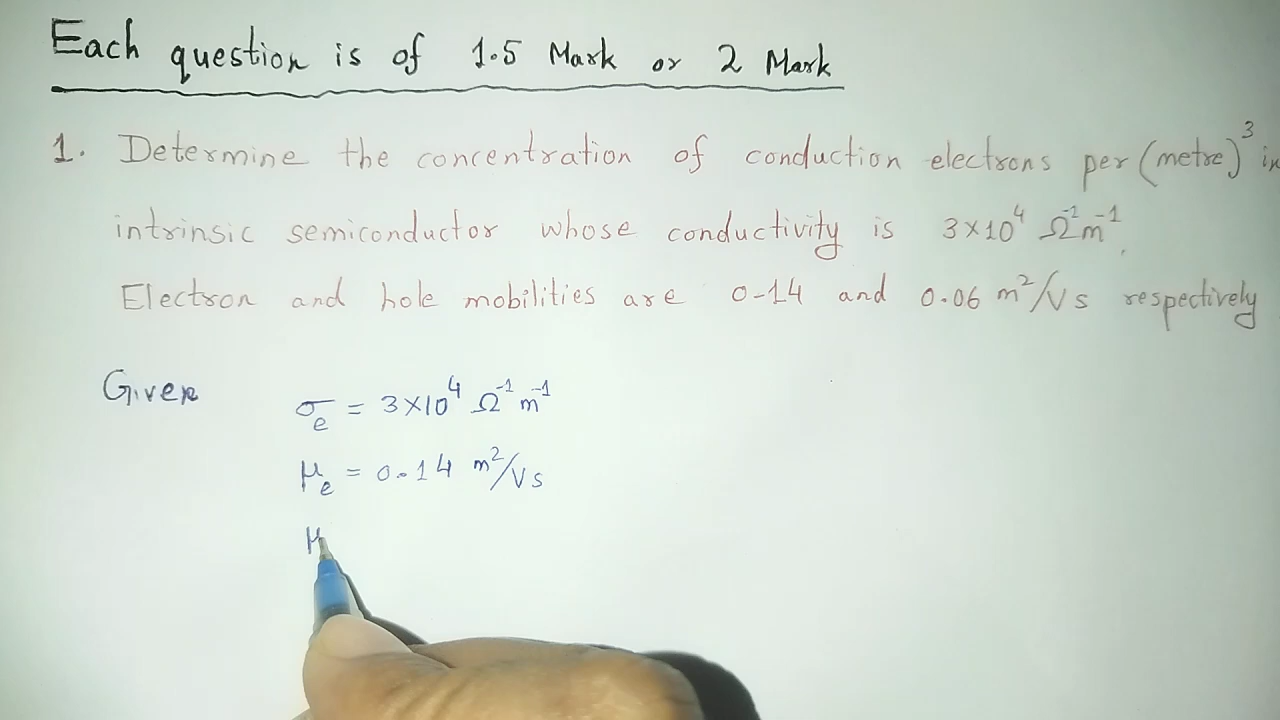 Each question is of 1.5 Mark or 2 Mark
1. Determine the concentration of conduction electrons per (metre)³ in
intrinsic semiconductor whose conductivity is 3×10⁴ Ω⁻¹m⁻¹.
Electron and hole mobilities are 0.14 and 0.06 m²/Vs respectively
Given
σₑ = 3×10⁴ Ω⁻¹ m⁻¹
μₑ = 0.14 m²/Vs
μ